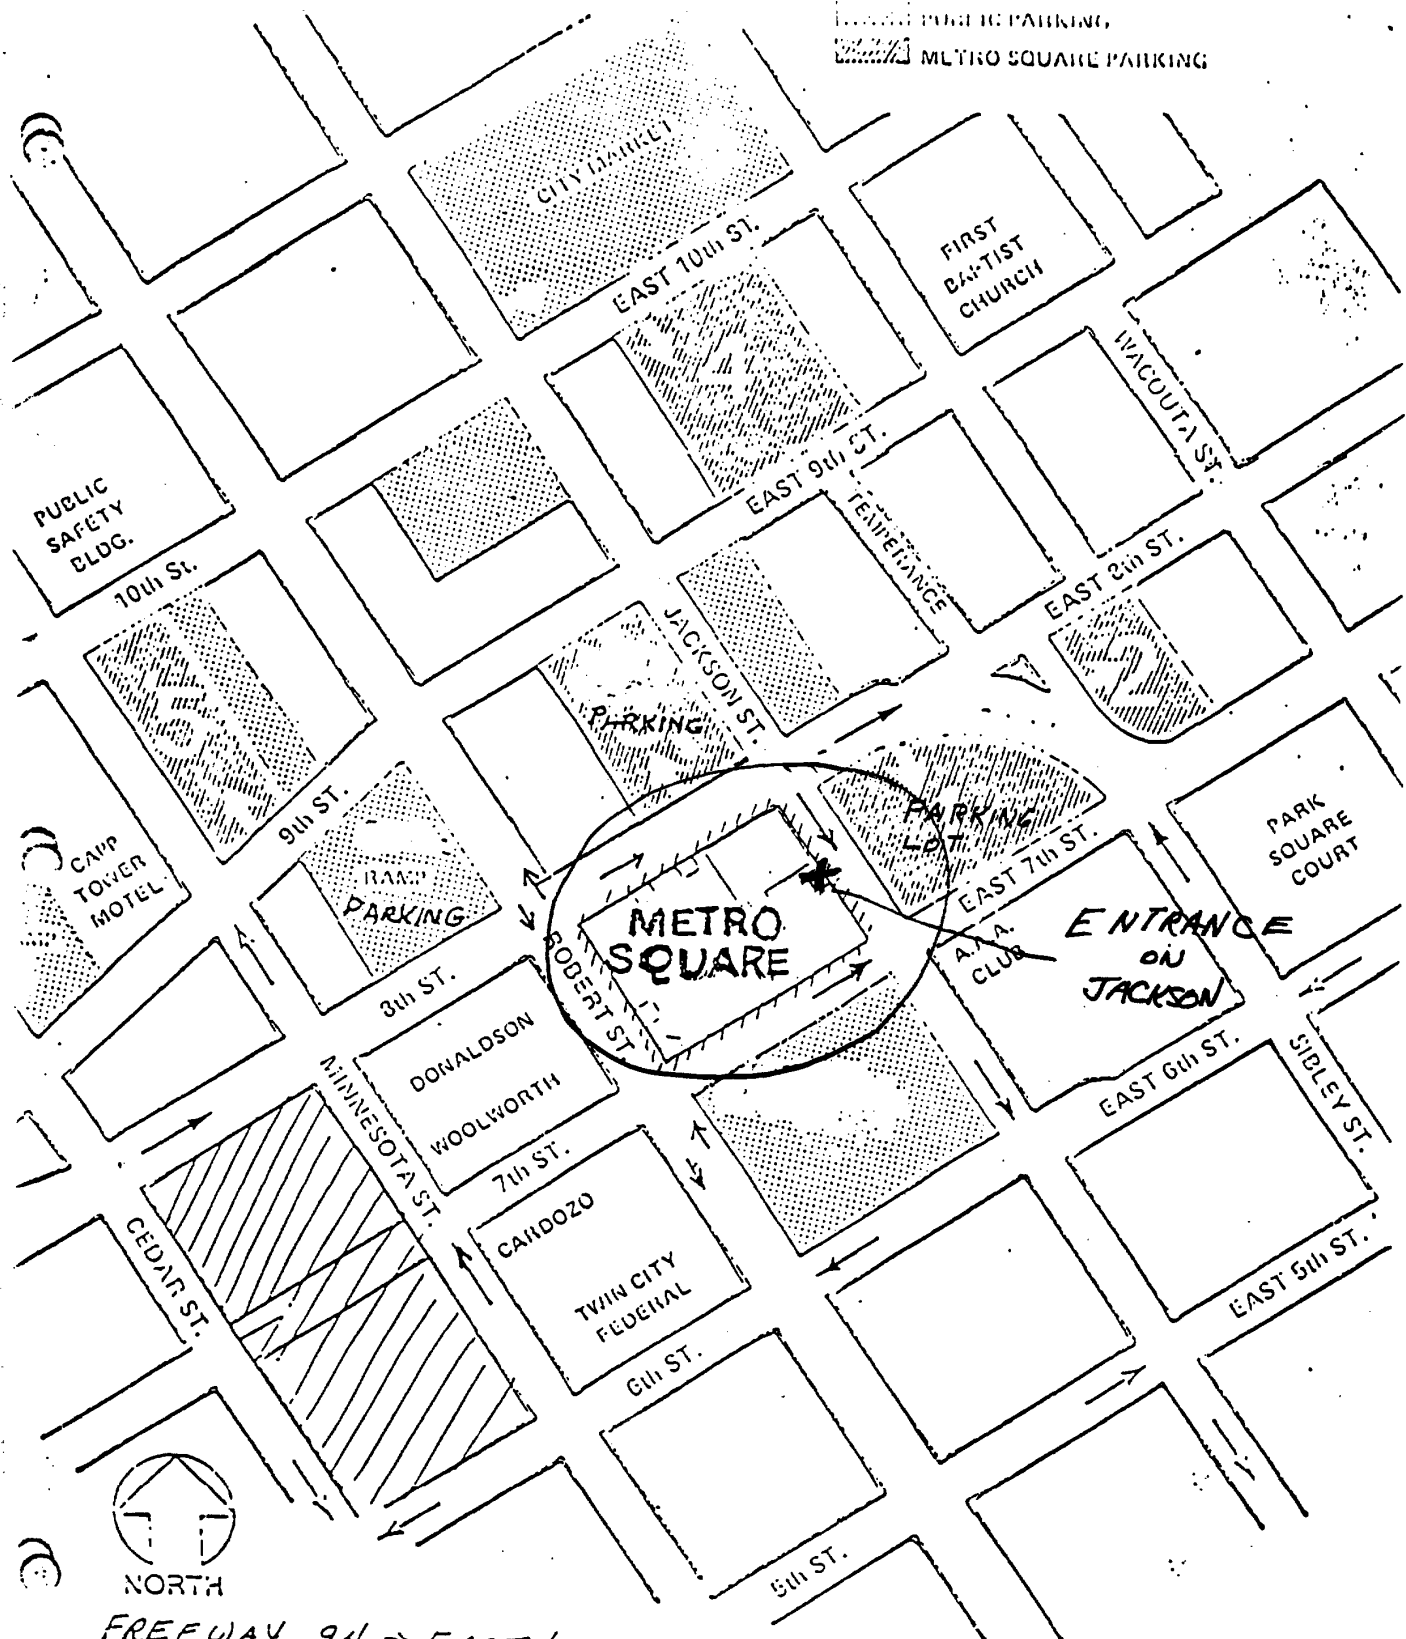 PUBLIC PARKING
METRO SQUARE PARKING
CITY MARKET
EAST 10th ST.
FIRST
BAPTIST
CHURCH
WACOUTA ST.
EAST 9th ST.
TEMPERANCE
PUBLIC
SAFETY
BLDG.
10th St.
EAST 8th ST.
JACKSON ST.
PARKING
9th ST.
CAPP
TOWER
MOTEL
RAMP
PARKING
PARKING
LOT
EAST 7th ST.
PARK
SQUARE
COURT
METRO
SQUARE
ROBERT ST.
A.A.A.
CLUB
ENTRANCE
ON
JACKSON
8th ST.
DONALDSON
WOOLWORTH
MINNESOTA ST.
7th ST.
EAST 6th ST.
SIBLEY ST.
CEDAR ST.
CARDOZO
TWIN CITY
FEDERAL
EAST 5th ST.
6th ST.
5th ST.
NORTH
FREEWAY 94